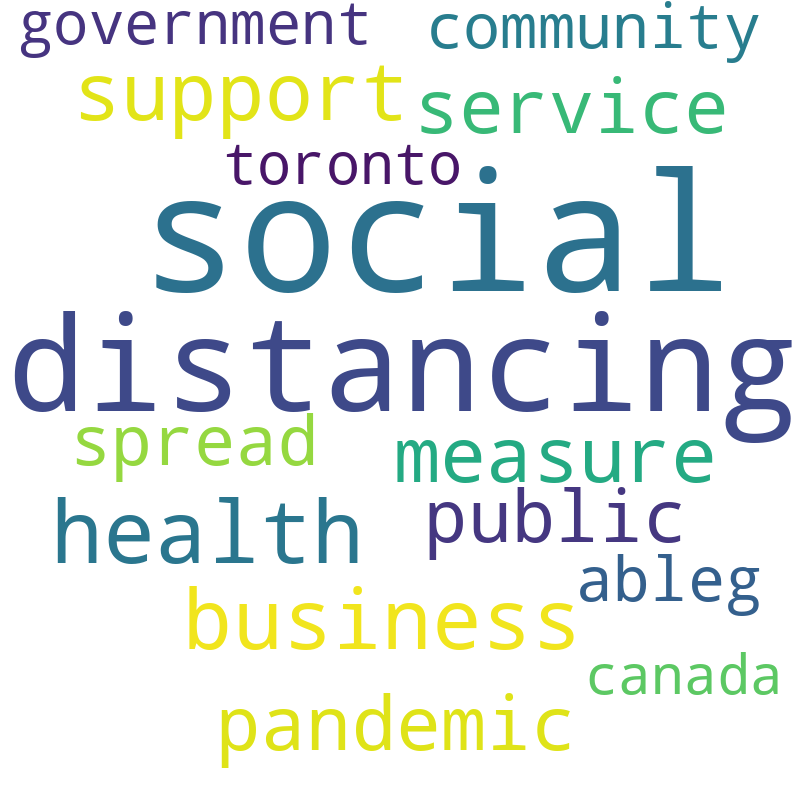 government community
support service
toronto
social
distancing
spread measure
health public
ableg
business
canada
pandemic